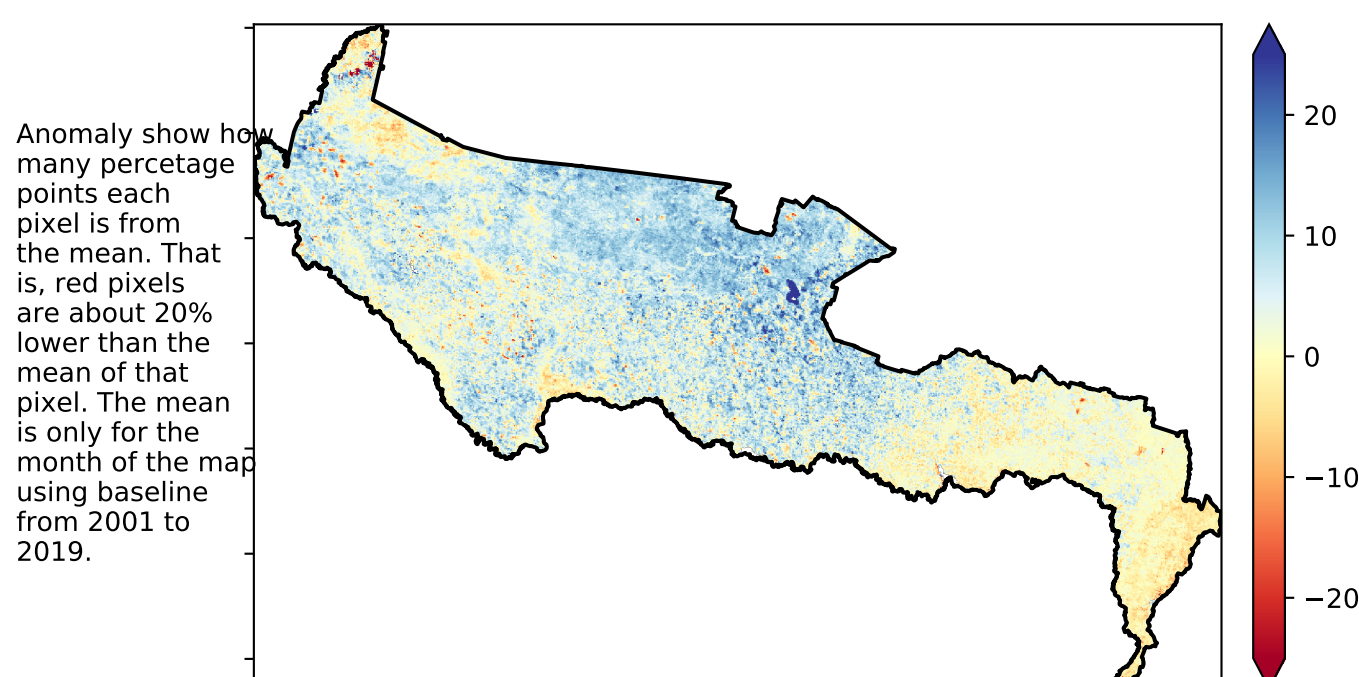 Anomaly show how
many percetage
points each
pixel is from
the mean. That
is, red pixels
are about 20%
lower than the
mean of that
pixel. The mean
is only for the
month of the map
using baseline
from 2001 to
2019.
20
10
0
−10
−20